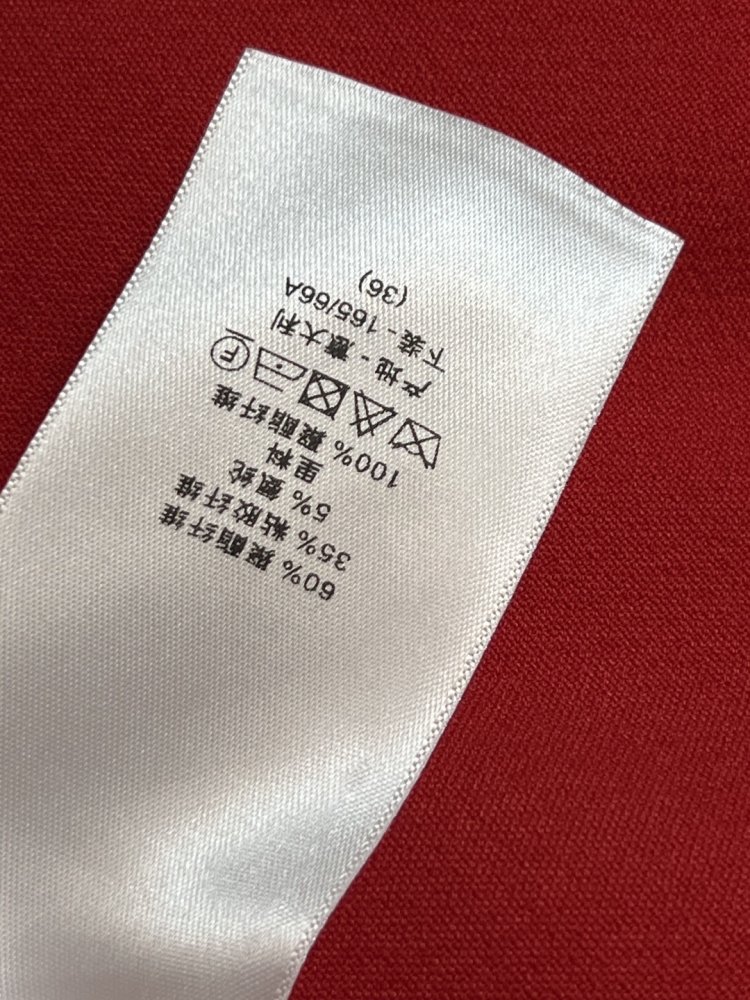 60% 聚酯纤维
35% 粘胶纤维
5% 氨纶
里料
100% 聚酯纤维
F
产地 - 意大利
下装 - 165/66A
(36)